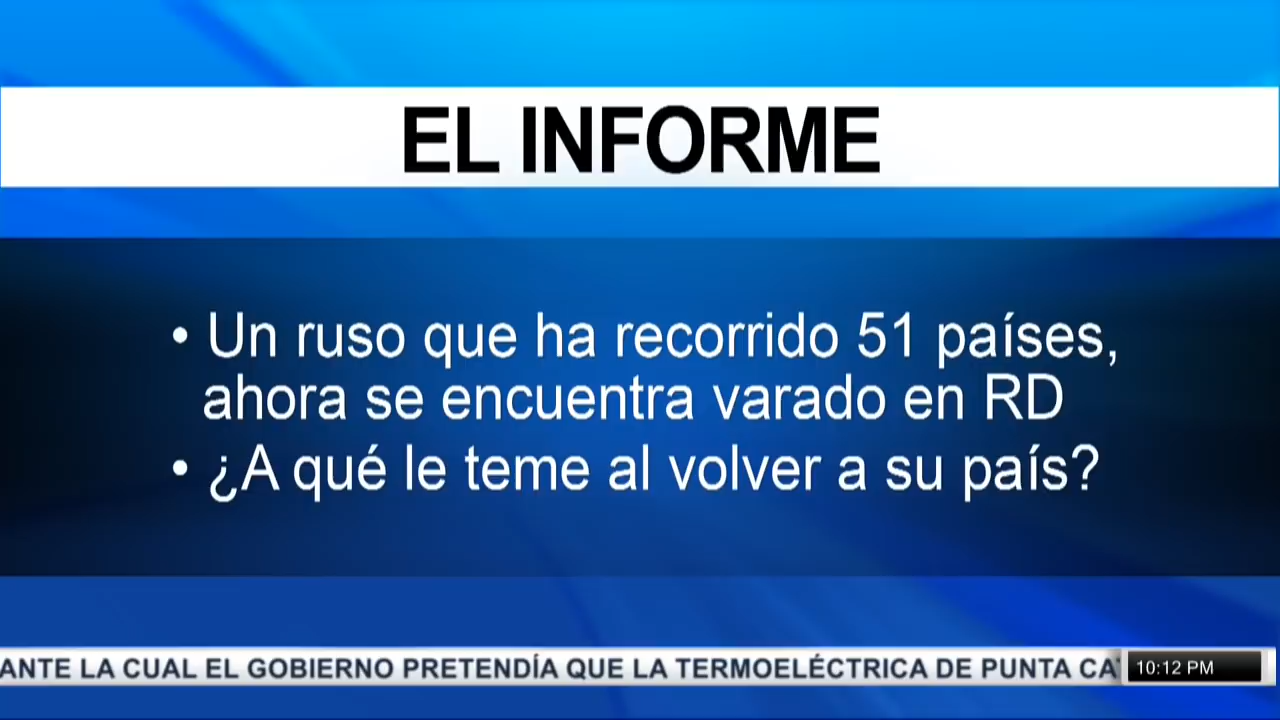 EL INFORME
• Un ruso que ha recorrido 51 países,
ahora se encuentra varado en RD
• ¿A qué le teme al volver a su país?
ANTE LA CUAL EL GOBIERNO PRETENDÍA QUE LA TERMOELÉCTRICA DE PUNTA CA
10:12 PM